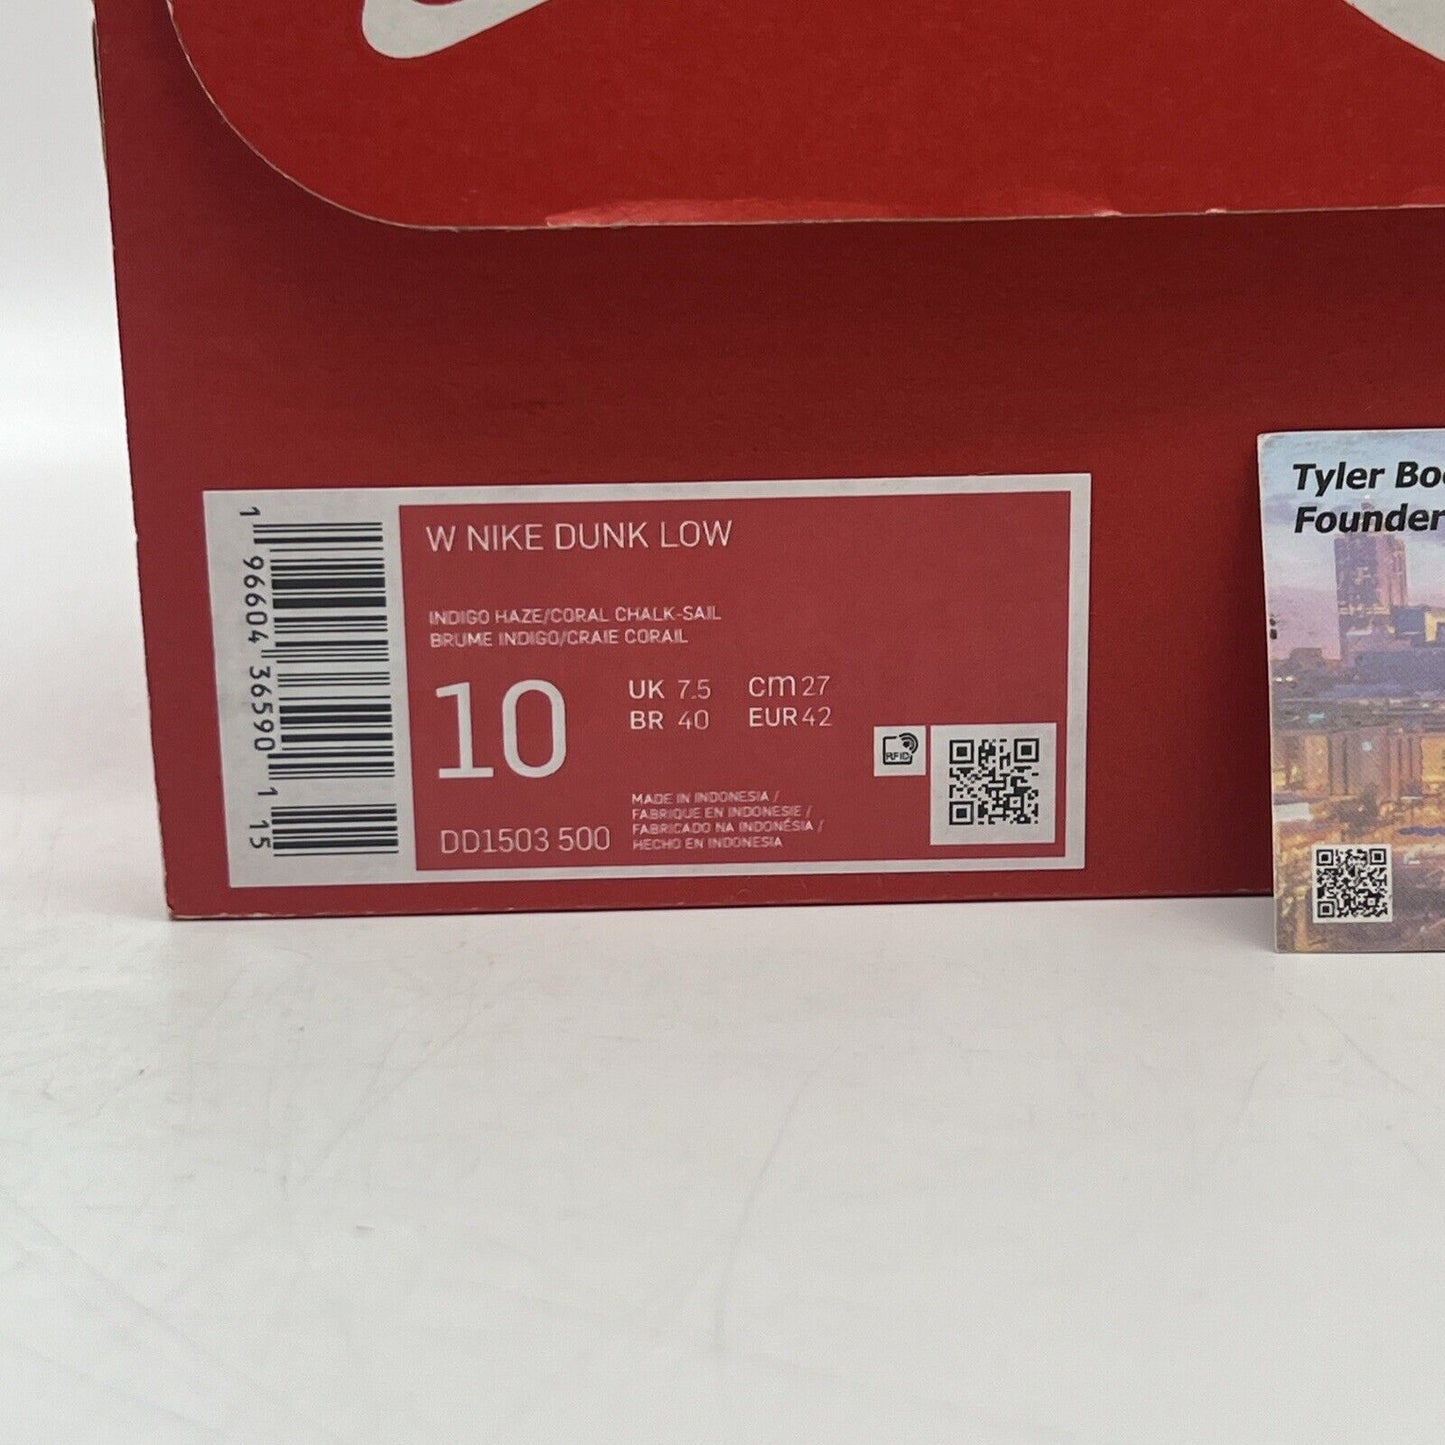 W NIKE DUNK LOW
INDIGO HAZE/CORAL CHALK-SAIL
BRUME INDIGO/CRAIE CORAIL
10
UK 7.5 cm 27
BR 40 EUR 42
MADE IN INDONESIA /
FABRIQUE EN INDONESIE /
FABRICADO NA INDONÉSIA /
HECHO EN INDONESIA
DD1503 500
RFID
1 96604 36590 1 15
Tyler
Founder